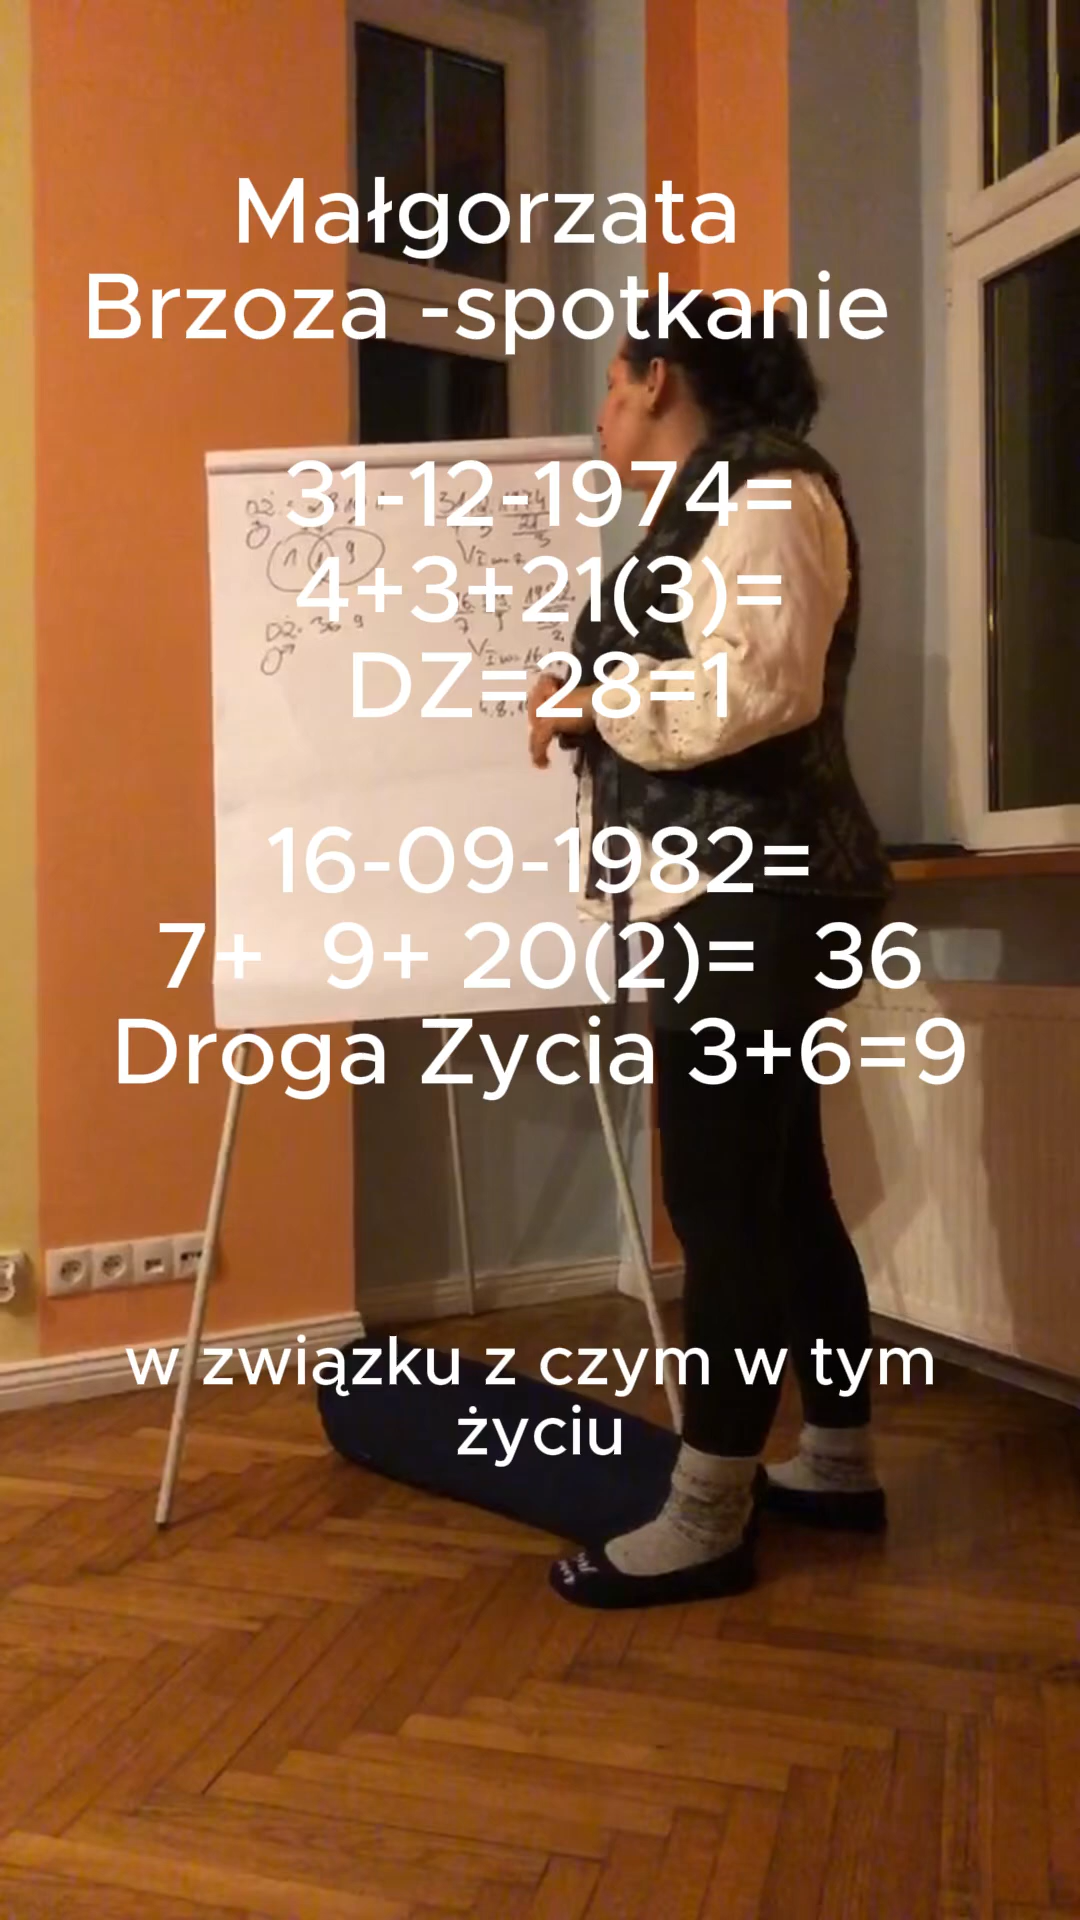 Małgorzata
Brzoza -spotkanie
31-12-1974=
4+3+21(3)=
DZ=28=1
16-09-1982=
7+ 9+ 20(2)= 36
Droga Zycia 3+6=9
w związku z czym w tym
życiu